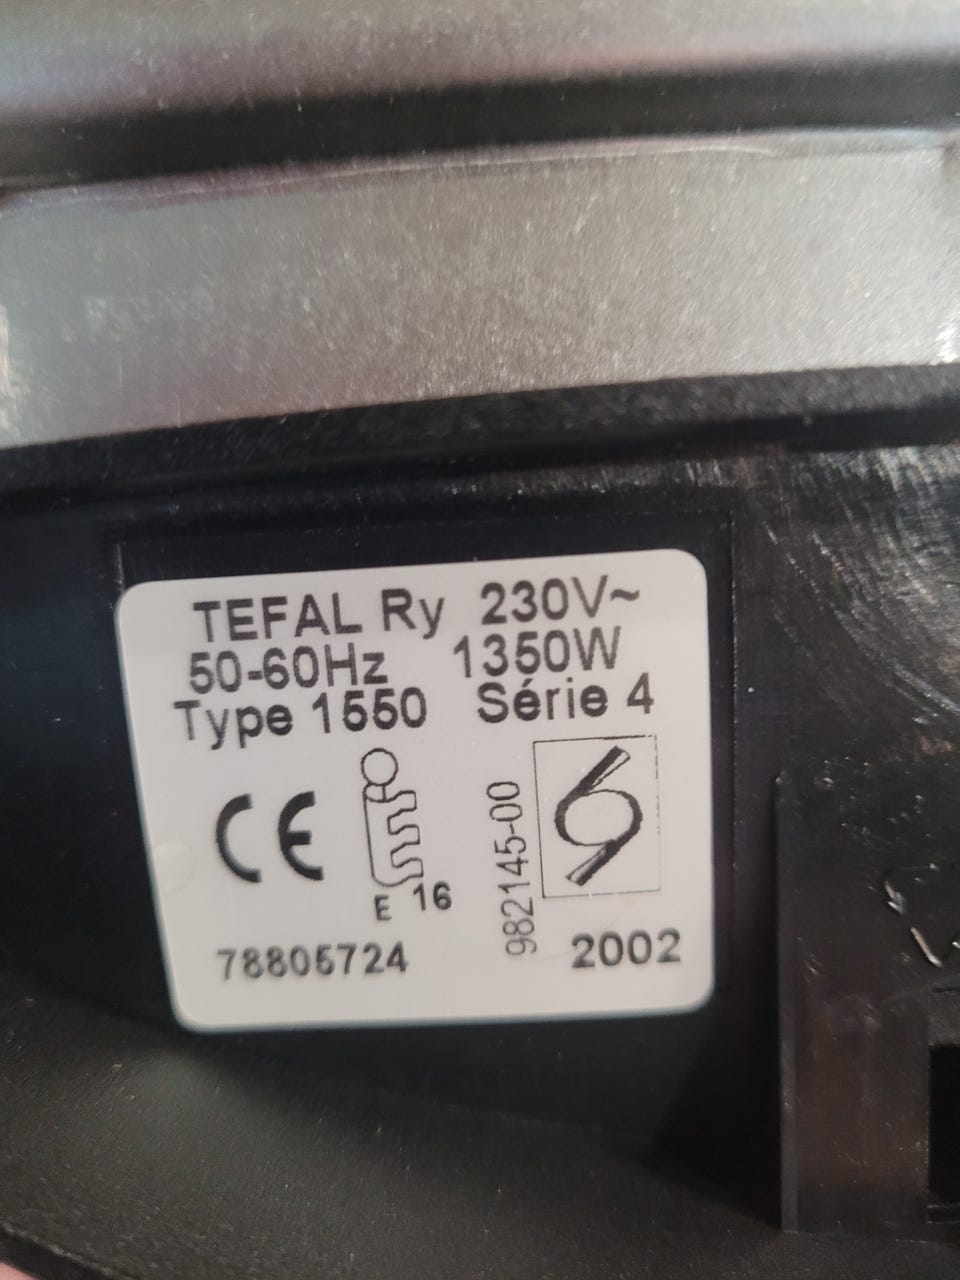 TEFAL Ry 230V~
50-60Hz 1350W
Type 1550 Série 4
CE
E 16
982145-00
78805724 2002